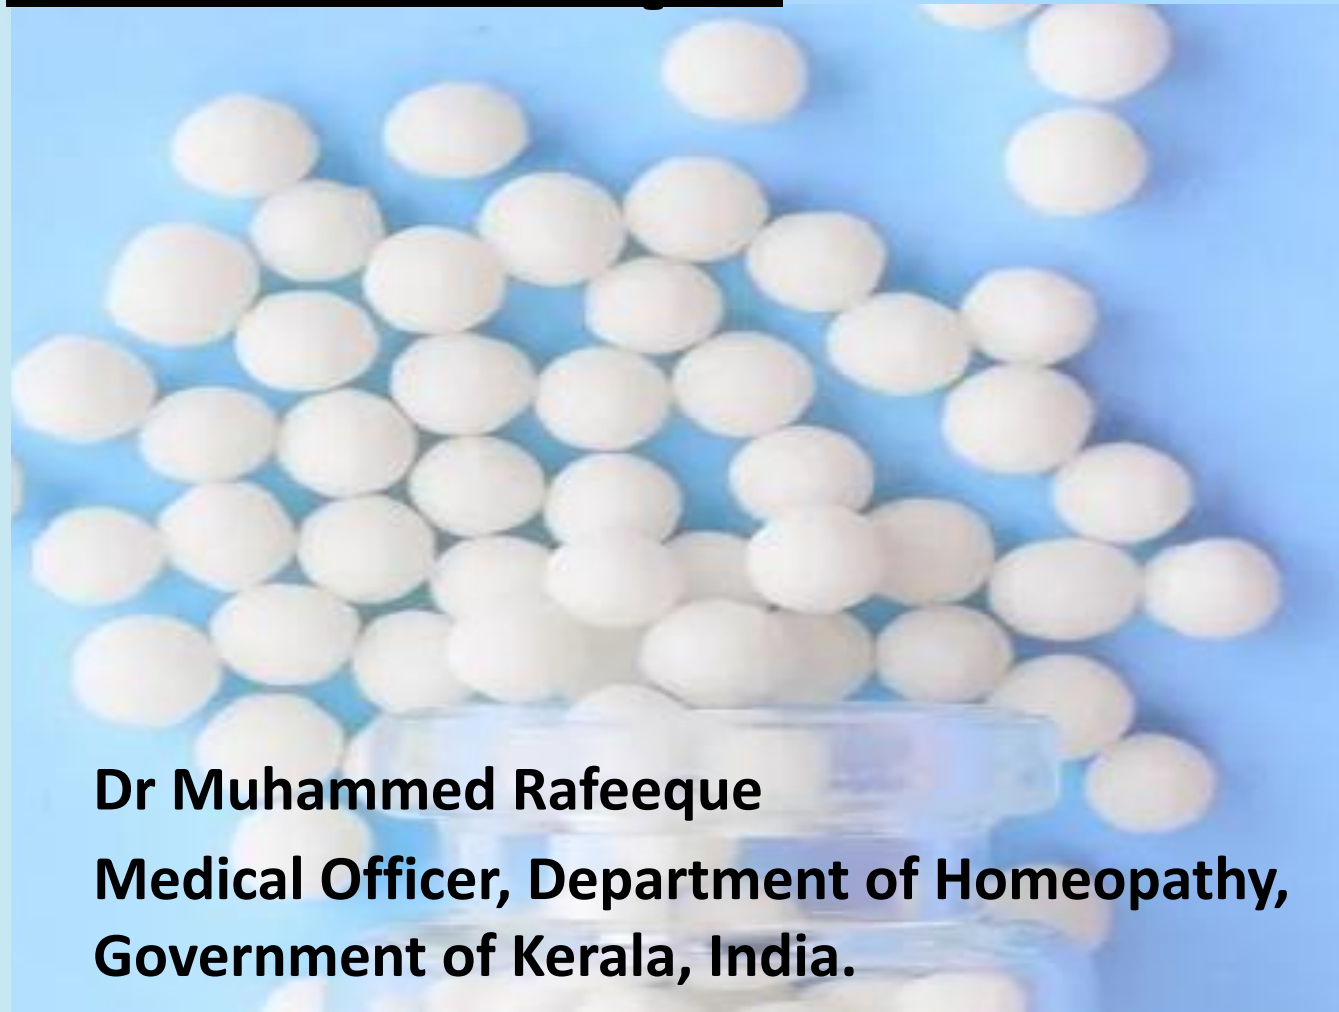 Dr Muhammed Rafeeque
Medical Officer, Department of Homeopathy,
Government of Kerala, India.